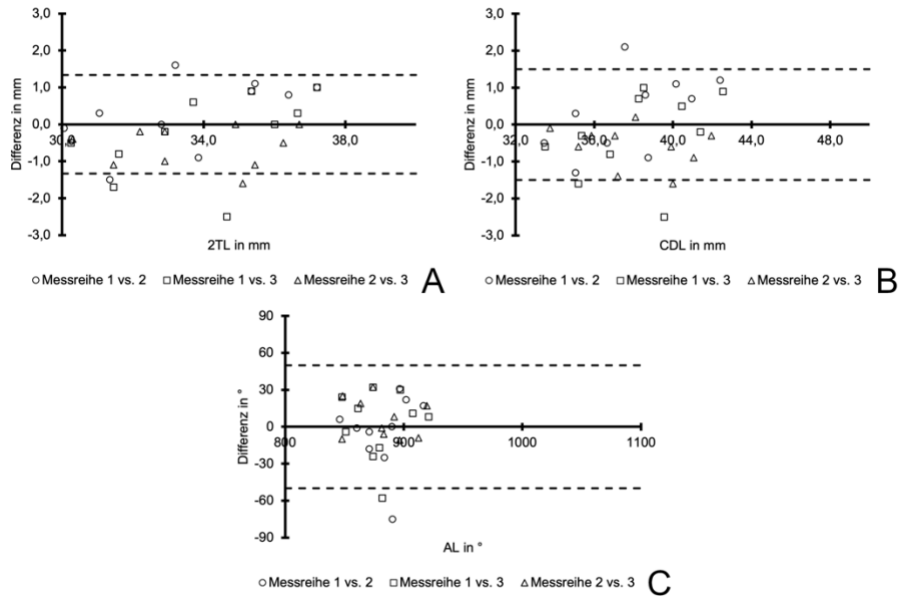 3,0
2,0
1,0
0,0
-1,0
-2,0
-3,0
Differenz in mm
30,0 34,0 38,0
2TL in mm
Messreihe 1 vs. 2 Messreihe 1 vs. 3 Messreihe 2 vs. 3
A
3,0
2,0
1,0
0,0
-1,0
-2,0
-3,0
Differenz in mm
32,0 36,0 40,0 44,0 48,0
CDL in mm
Messreihe 1 vs. 2 Messreihe 1 vs. 3 Messreihe 2 vs. 3
B
90
60
30
0
-30
-60
-90
Differenz in °
800 900 1000 1100
AL in °
Messreihe 1 vs. 2 Messreihe 1 vs. 3 Messreihe 2 vs. 3
C